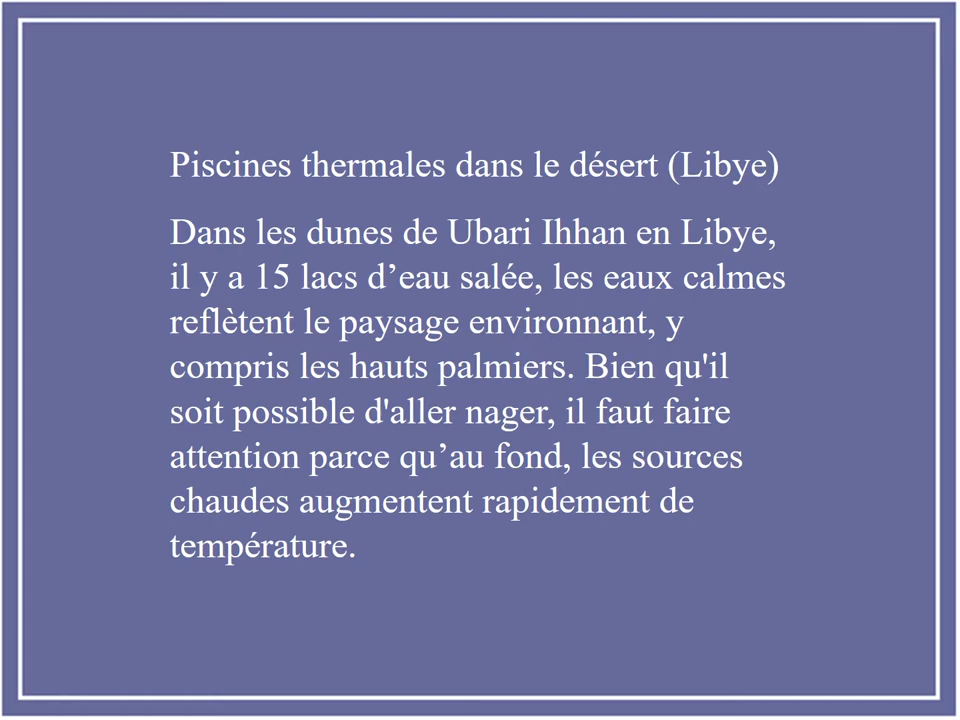 Piscines thermales dans le désert (Libye)
Dans les dunes de Ubari Ihhan en Libye,
il y a 15 lacs d’eau salée, les eaux calmes
reflètent le paysage environnant, y
compris les hauts palmiers. Bien qu'il
soit possible d'aller nager, il faut faire
attention parce qu’au fond, les sources
chaudes augmentent rapidement de
température.